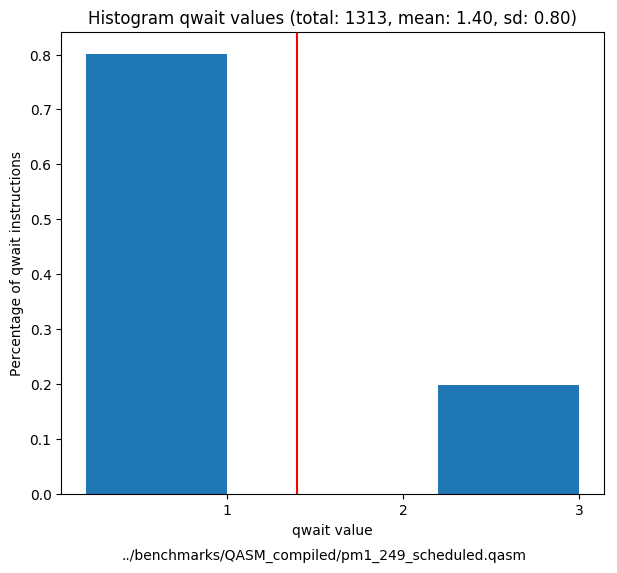 Histogram qwait values (total: 1313, mean: 1.40, sd: 0.80)
Percentage of qwait instructions
0.8
0.7
0.6
0.5
0.4
0.3
0.2
0.1
0.0
1 2 3
qwait value
../benchmarks/QASM_compiled/pm1_249_scheduled.qasm